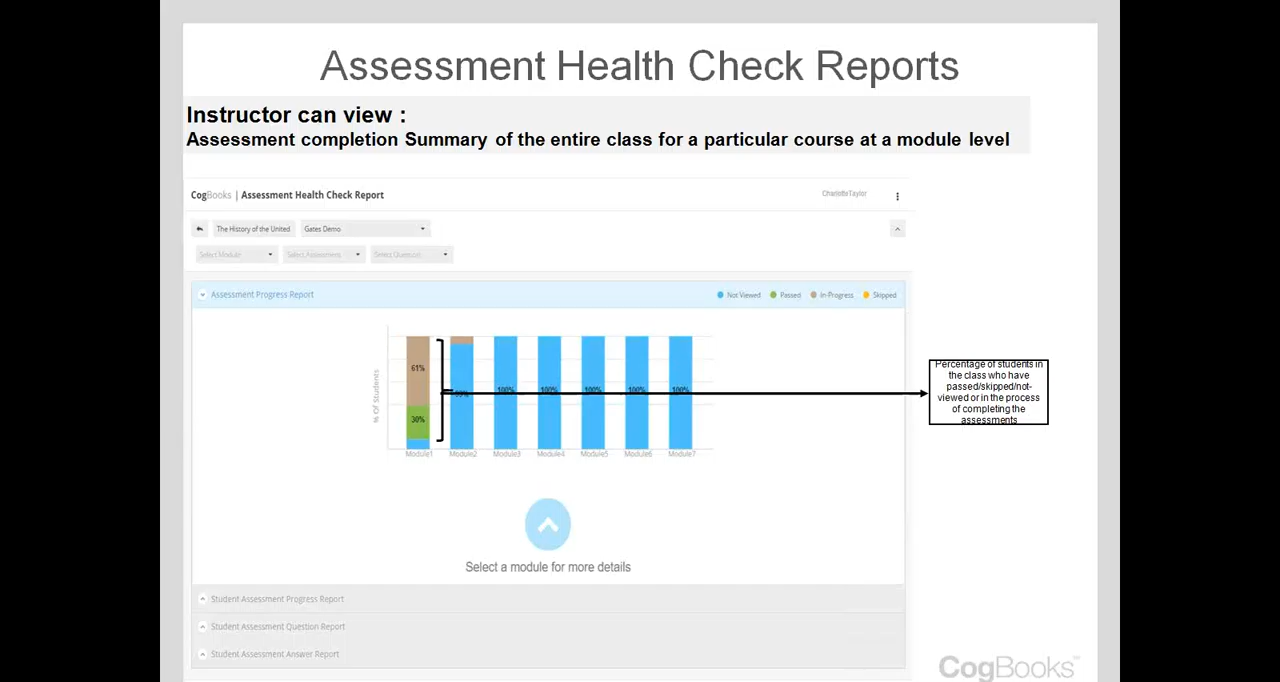 Assessment Health Check Reports
Instructor can view :
Assessment completion Summary of the entire class for a particular course at a module level
CogBooks | Assessment Health Check Report
CharlottaTaylor
The History of the United
Gates Demo
Select Module
Select Assessment
Select Question
Assessment Progress Report
Not Viewed
Passed
In-Progress
Skipped
% Of Students
61%
30%
100%
100%
100%
100%
100%
Module1
Module2
Module3
Module4
Module5
Module6
Module7
Percentage of students in
the class who have
passed/skipped/not-
viewed or in the process
of completing the
assessments
Select a module for more details
Student Assessment Progress Report
Student Assessment Question Report
Student Assessment Answer Report
CogBooks™